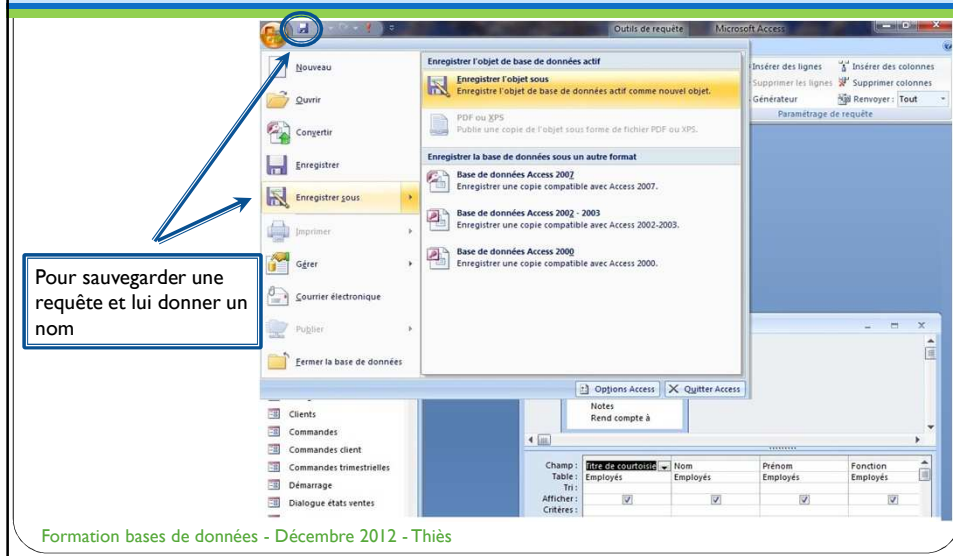 Outils de requête Microsoft Access
Nouveau
Ouvrir
Convertir
Enregistrer
Enregistrer sous
Imprimer
Gérer
Courrier électronique
Publier
Fermer la base de données
Enregistrer l'objet de base de données actif
Enregistrer l'objet sous
Enregistre l'objet de base de données actif comme nouvel objet.
PDF ou XPS
Publie une copie de l'objet sous forme de fichier PDF ou XPS.
Enregistrer la base de données sous un autre format
Base de données Access 2007
Enregistrer une copie compatible avec Access 2007.
Base de données Access 2002 - 2003
Enregistrer une copie compatible avec Access 2002-2003.
Base de données Access 2000
Enregistrer une copie compatible avec Access 2000.
Options Access Quitter Access
Insérer des lignes Insérer des colonnes
Supprimer les lignes Supprimer colonnes
Générateur Renvoyer : Tout
Paramétrage de requête
Pour sauvegarder une
requête et lui donner un
nom
Clients
Commandes
Commandes client
Commandes trimestrielles
Démarrage
Dialogue états ventes
Notes
Rend compte à
Champ : Titre de courtoisie Nom Prénom Fonction
Table : Employés Employés Employés Employés
Tri :
Afficher :
Critères :
Formation bases de données - Décembre 2012 - Thiès